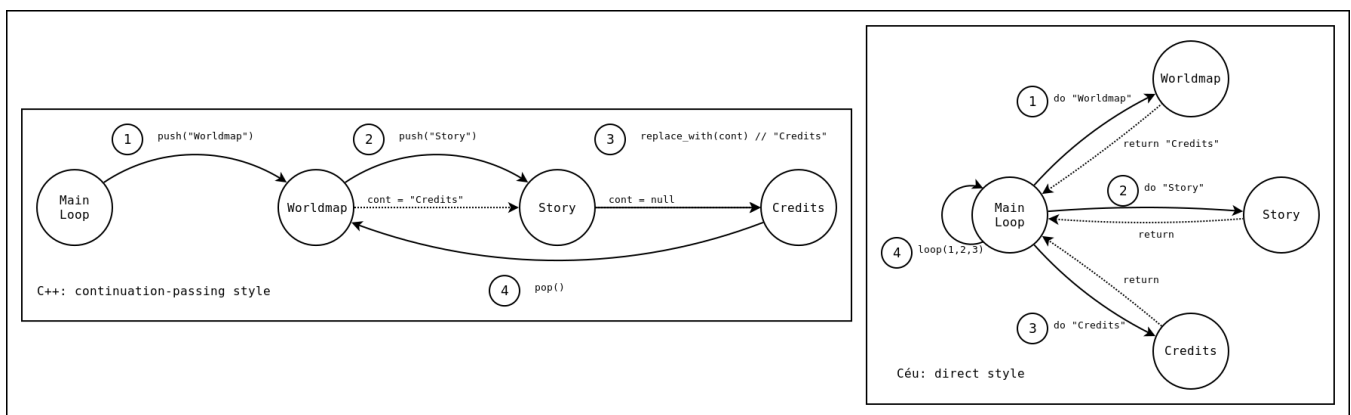 1
push("Worldmap")
2
push("Story")
3
replace_with(cont) // "Credits"
Main
Loop
Worldmap
cont = "Credits"
Story
cont = null
Credits
4
pop()
C++: continuation-passing style
Worldmap
1
do "Worldmap"
return "Credits"
2
do "Story"
Main
Loop
Story
return
4
loop(1,2,3)
return
3
do "Credits"
Credits
Céu: direct style